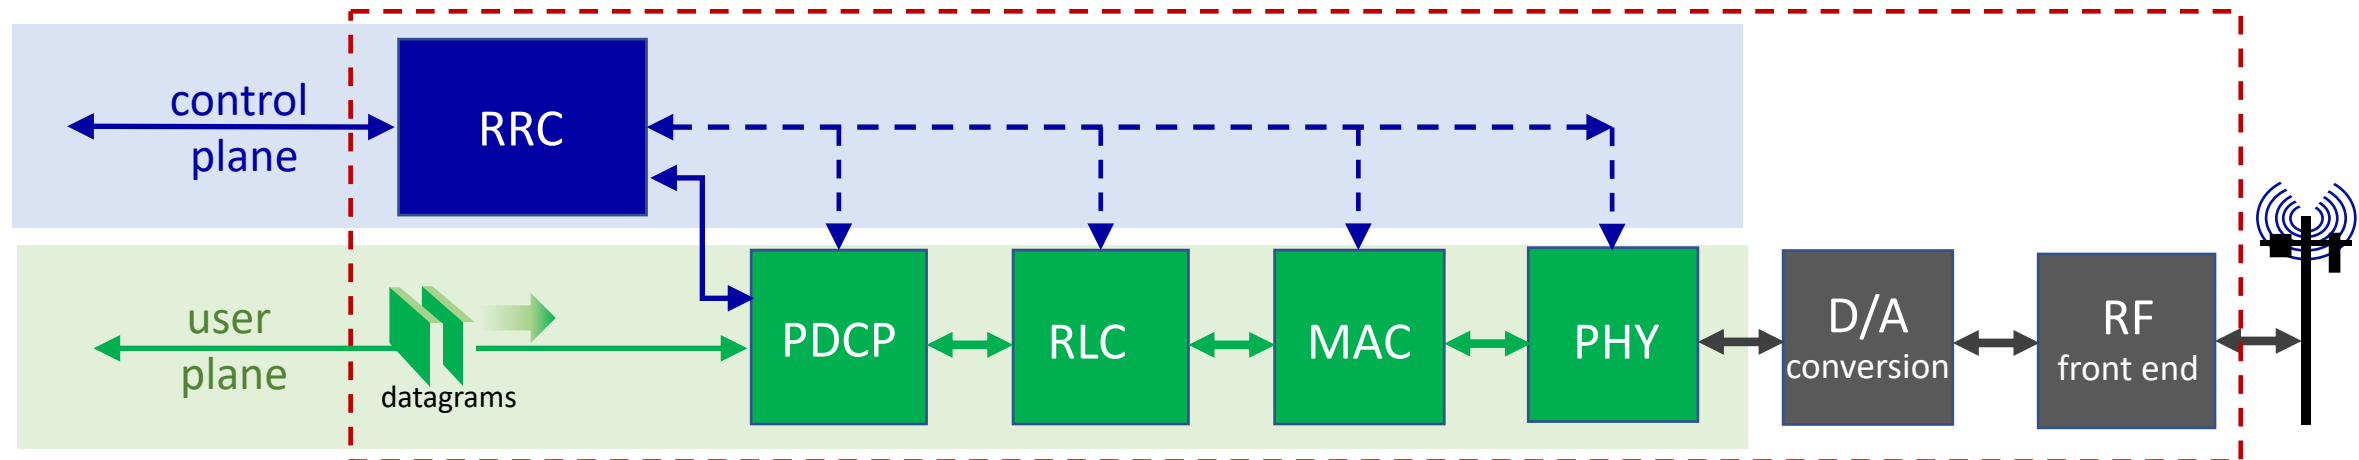 control
plane
RRC
user
plane
datagrams
PDCP
RLC
MAC
PHY
D/A
conversion
RF
front end